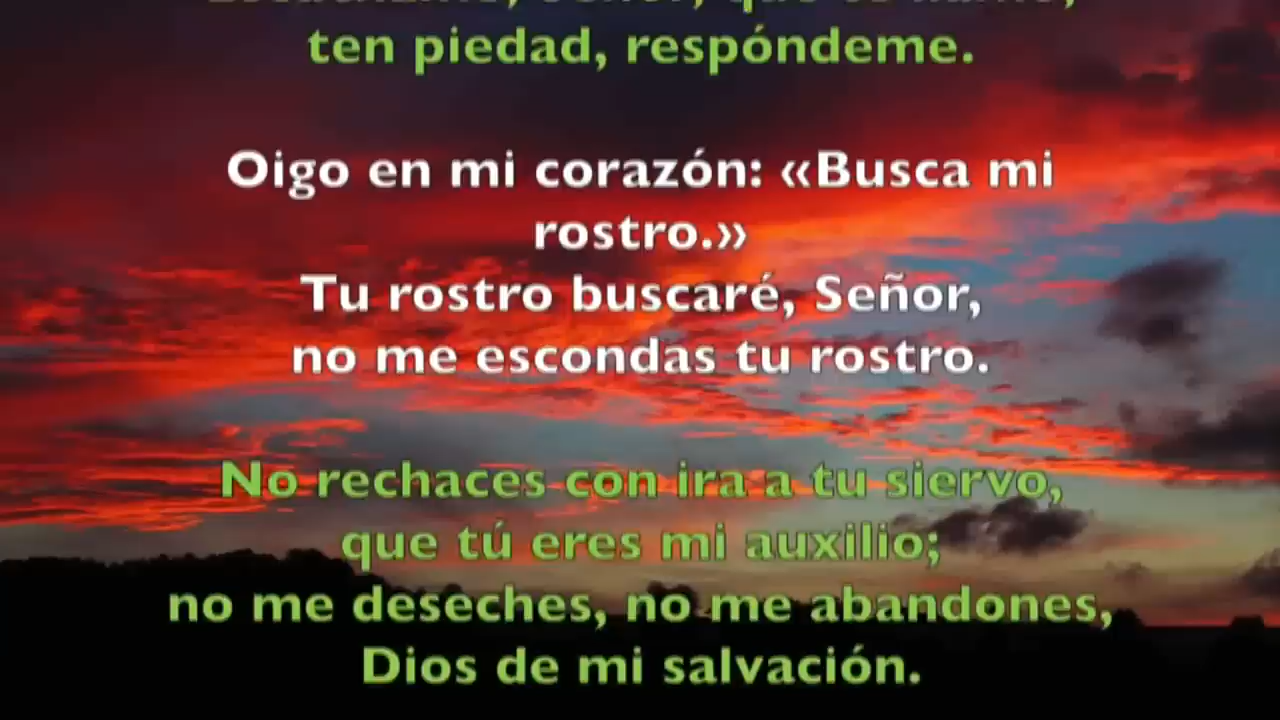 ten piedad, respóndeme.
Oigo en mi corazón: «Busca mi
rostro.»
Tu rostro buscaré, Señor,
no me escondas tu rostro.
No rechaces con ira a tu siervo,
que tú eres mi auxilio;
no me deseches, no me abandones,
Dios de mi salvación.